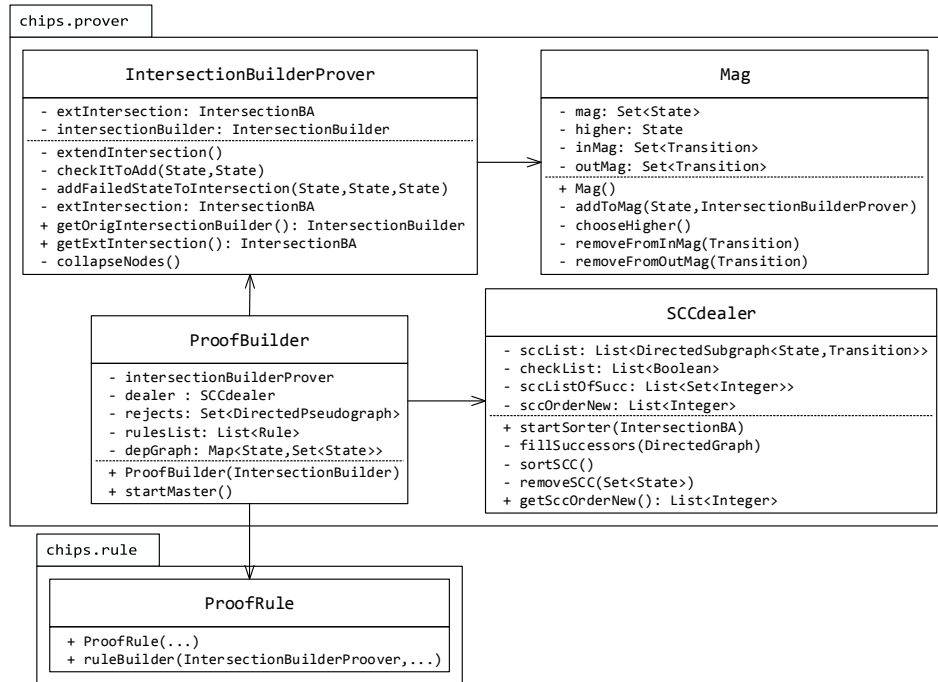 chips.prover
IntersectionBuilderProver
- extIntersection: IntersectionBA
- intersectionBuilder: IntersectionBuilder
- extendIntersection()
- checkItToAdd(State,State)
- addFailedStateToIntersection(State,State,State)
- extIntersection: IntersectionBA
+ getOrigIntersectionBuilder(): IntersectionBuilder
+ getExtIntersection(): IntersectionBA
- collapseNodes()
Mag
- mag: Set<State>
- higher: State
- inMag: Set<Transition>
- outMag: Set<Transition>
+ Mag()
- addToMag(State,IntersectionBuilderProver)
- chooseHigher()
- removeFromInMag(Transition)
- removeFromOutMag(Transition)
ProofBuilder
- intersectionBuilderProver
- dealer : SCCdealer
- rejects: Set<DirectedPseudograph>
- rulesList: List<Rule>
- depGraph: Map<State,Set<State>>
+ ProofBuilder(IntersectionBuilder)
+ startMaster()
SCCdealer
- sccList: List<DirectedSubgraph<State,Transition>>
- checkList: List<Boolean>
- sccListOfSucc: List<Set<Integer>>
- sccOrderNew: List<Integer>
+ startSorter(IntersectionBA)
- fillSuccessors(DirectedGraph)
- sortSCC()
- removeSCC(Set<State>)
+ getSccOrderNew(): List<Integer>
chips.rule
ProofRule
+ ProofRule(...)
+ ruleBuilder(IntersectionBuilderProover,...)